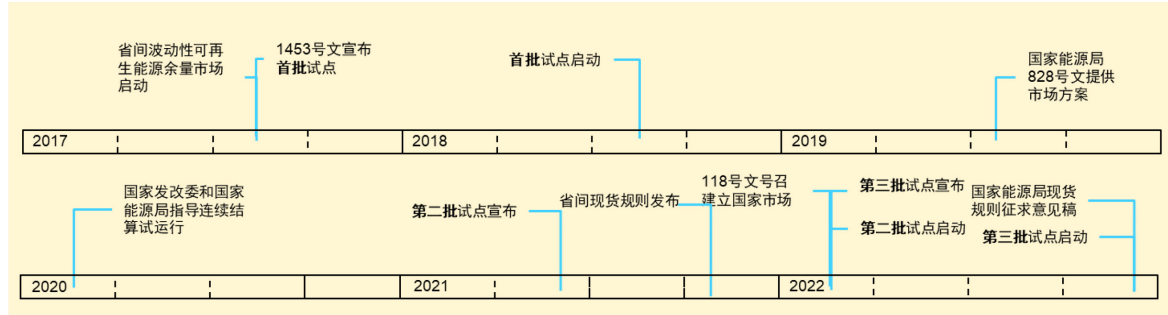 省间波动性可再
生能源余量市场
启动
1453号文宣布
首批试点
首批试点启动
国家能源局
828号文提供
市场方案
2017
2018
2019
国家发改委和国家
能源局指导连续结
算试运行
第二批试点宣布
省间现货规则发布
118号文号召
建立国家市场
第三批试点宣布
第二批试点启动
国家能源局现货
规则征求意见稿
第三批试点启动
2020
2021
2022